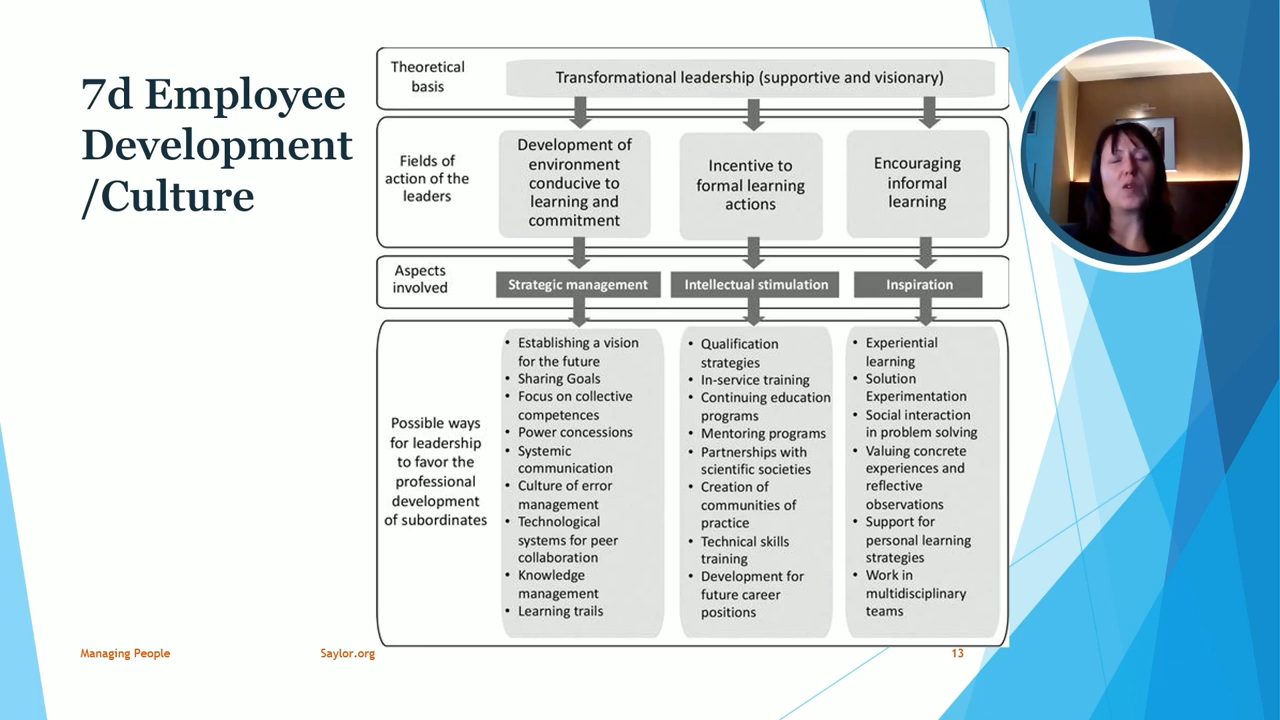 7d Employee
Development
/Culture
Theoretical
basis
Transformational leadership (supportive and visionary)
Fields of
action of the
leaders
Development of
environment
conducive to
learning and
commitment
Incentive to
formal learning
actions
Encouraging
informal
learning
Aspects
involved
Strategic management
Intellectual stimulation
Inspiration
Possible ways
for leadership
to favor the
professional
development
of subordinates
• Establishing a vision
for the future
• Sharing Goals
• Focus on collective
competences
• Power concessions
• Systemic
communication
• Culture of error
management
• Technological
systems for peer
collaboration
• Knowledge
management
• Learning trails
• Qualification
strategies
• In-service training
• Continuing education
programs
• Mentoring programs
• Partnerships with
scientific societies
• Creation of
communities of
practice
• Technical skills
training
• Development for
future career
positions
• Experiential
learning
• Solution
Experimentation
• Social interaction
in problem solving
• Valuing concrete
experiences and
reflective
observations
• Support for
personal learning
strategies
• Work in
multidisciplinary
teams
Managing People
Saylor.org
13